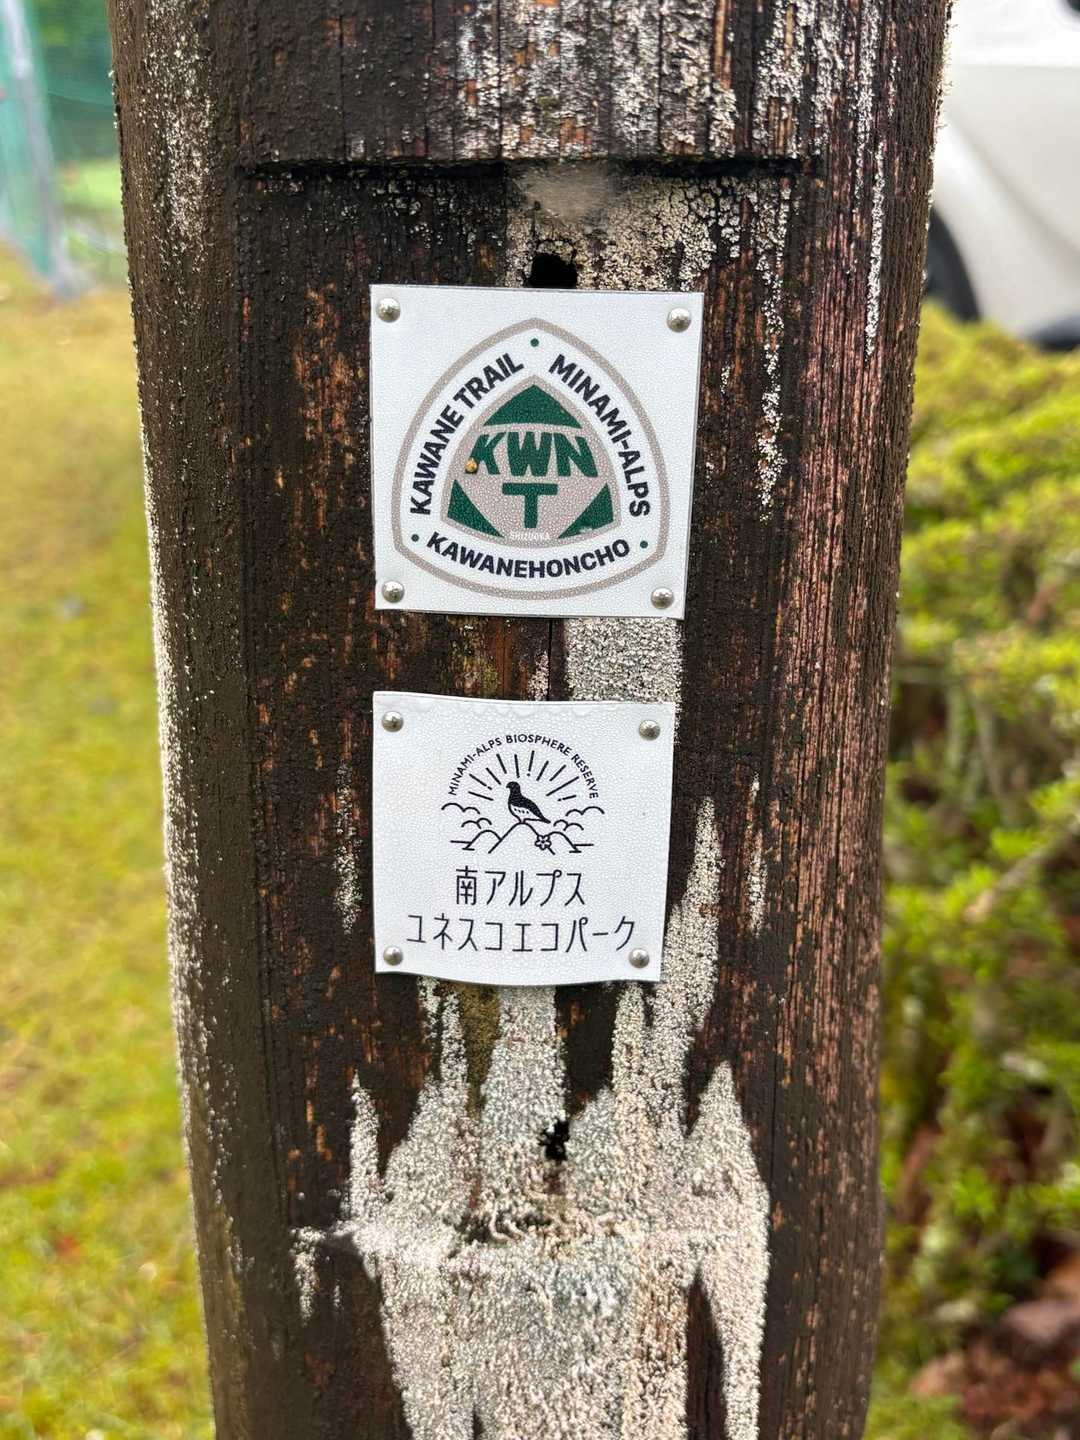 KAWANE TRAIL
MINAMI-ALPS
KWN
T
SHIZUOKA
KAWANEHONCHO
MINAMI-ALPS BIOSPHERE RESERVE
南アルプス
ユネスコエコパーク